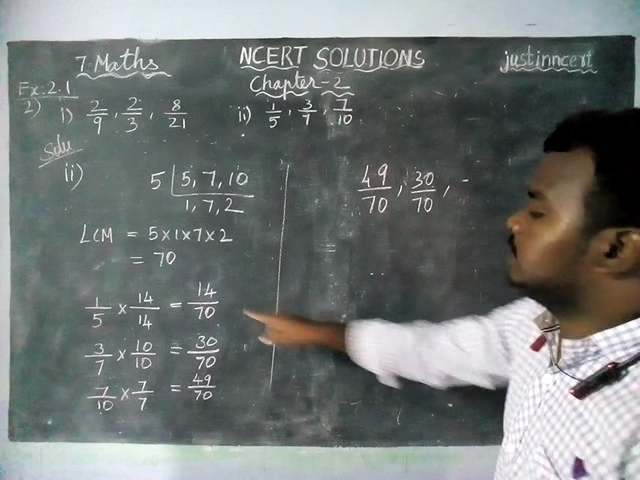 7 Maths NCERT SOLUTIONS justinncert
Chapter-2
Ex. 2.1
2) i) 2/9, 2/3, 8/21 ii) 1/5, 3/7, 7/10
Solu
ii) 5 | 5, 7, 10
1, 7, 2
LCM = 5×1×7×2
= 70
1/5 × 14/14 = 14/70
3/7 × 10/10 = 30/70
7/10 × 7/7 = 49/70
49/70, 30/70, -